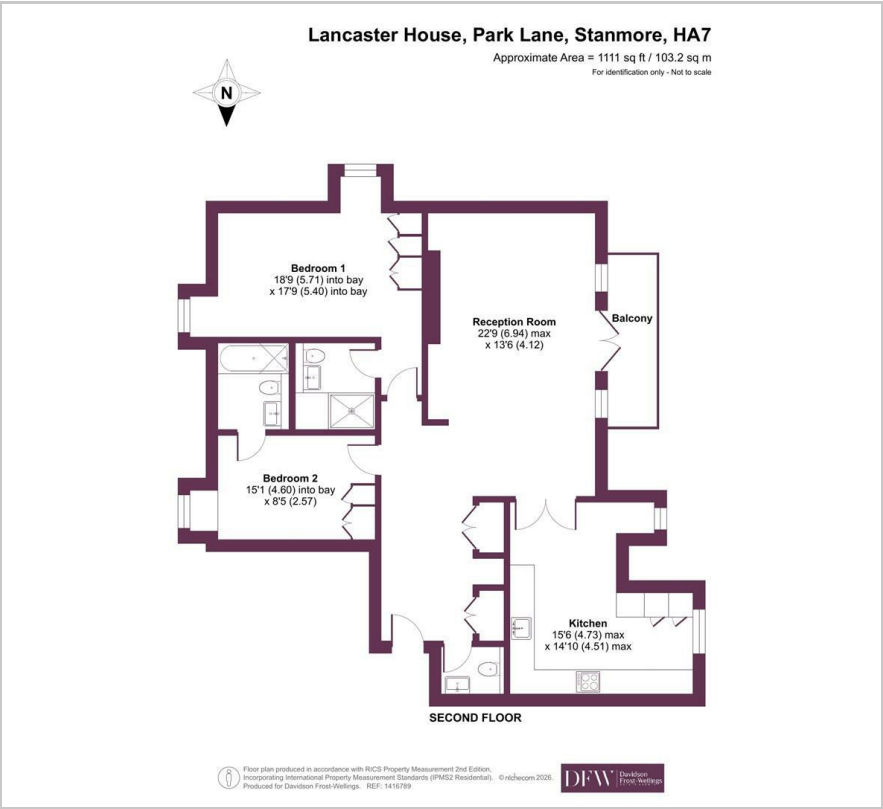 Lancaster House, Park Lane, Stanmore, HA7
Approximate Area = 1111 sq ft / 103.2 sq m
For identification only - Not to scale
N
Bedroom 1
18'9 (5.71) into bay
x 17'9 (5.40) into bay
Reception Room
22'9 (6.94) max
x 13'6 (4.12)
Balcony
Bedroom 2
15'1 (4.60) into bay
x 8'5 (2.57)
Kitchen
15'6 (4.73) max
x 14'10 (4.51) max
SECOND FLOOR
Floor plan produced in accordance with RICS Property Measurement 2nd Edition,
Incorporating International Property Measurement Standards (IPMS2 Residential). © nichecom 2026.
Produced for Davidson Frost-Wellings. REF: 1416789
DFW
Davidson
Frost-Wellings